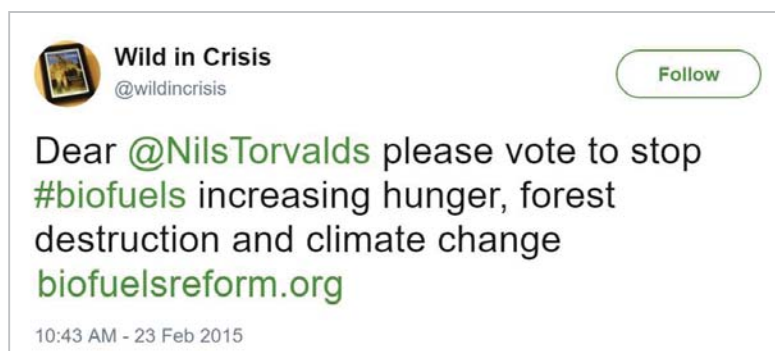 Wild in Crisis
@wildincrisis
Follow
Dear @NilsTorvalds please vote to stop
#biofuels increasing hunger, forest
destruction and climate change
biofuelsreform.org
10:43 AM - 23 Feb 2015